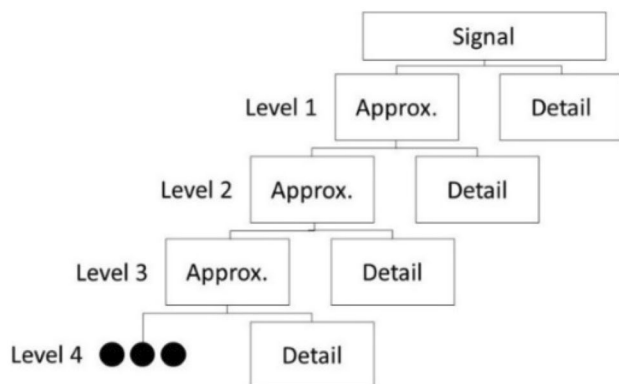 Signal
Level 1 Approx. Detail
Level 2 Approx. Detail
Level 3 Approx. Detail
Level 4 Detail